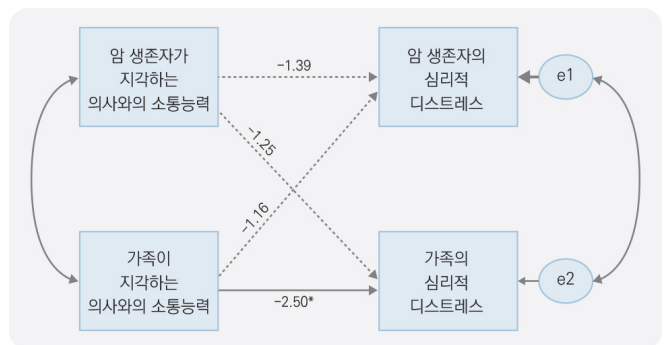 암 생존자가
지각하는
의사와의 소통능력
-1.39
암 생존자의
심리적
디스트레스
e1
-1.25
-1.16
가족이
지각하는
의사와의 소통능력
-2.50*
가족의
심리적
디스트레스
e2